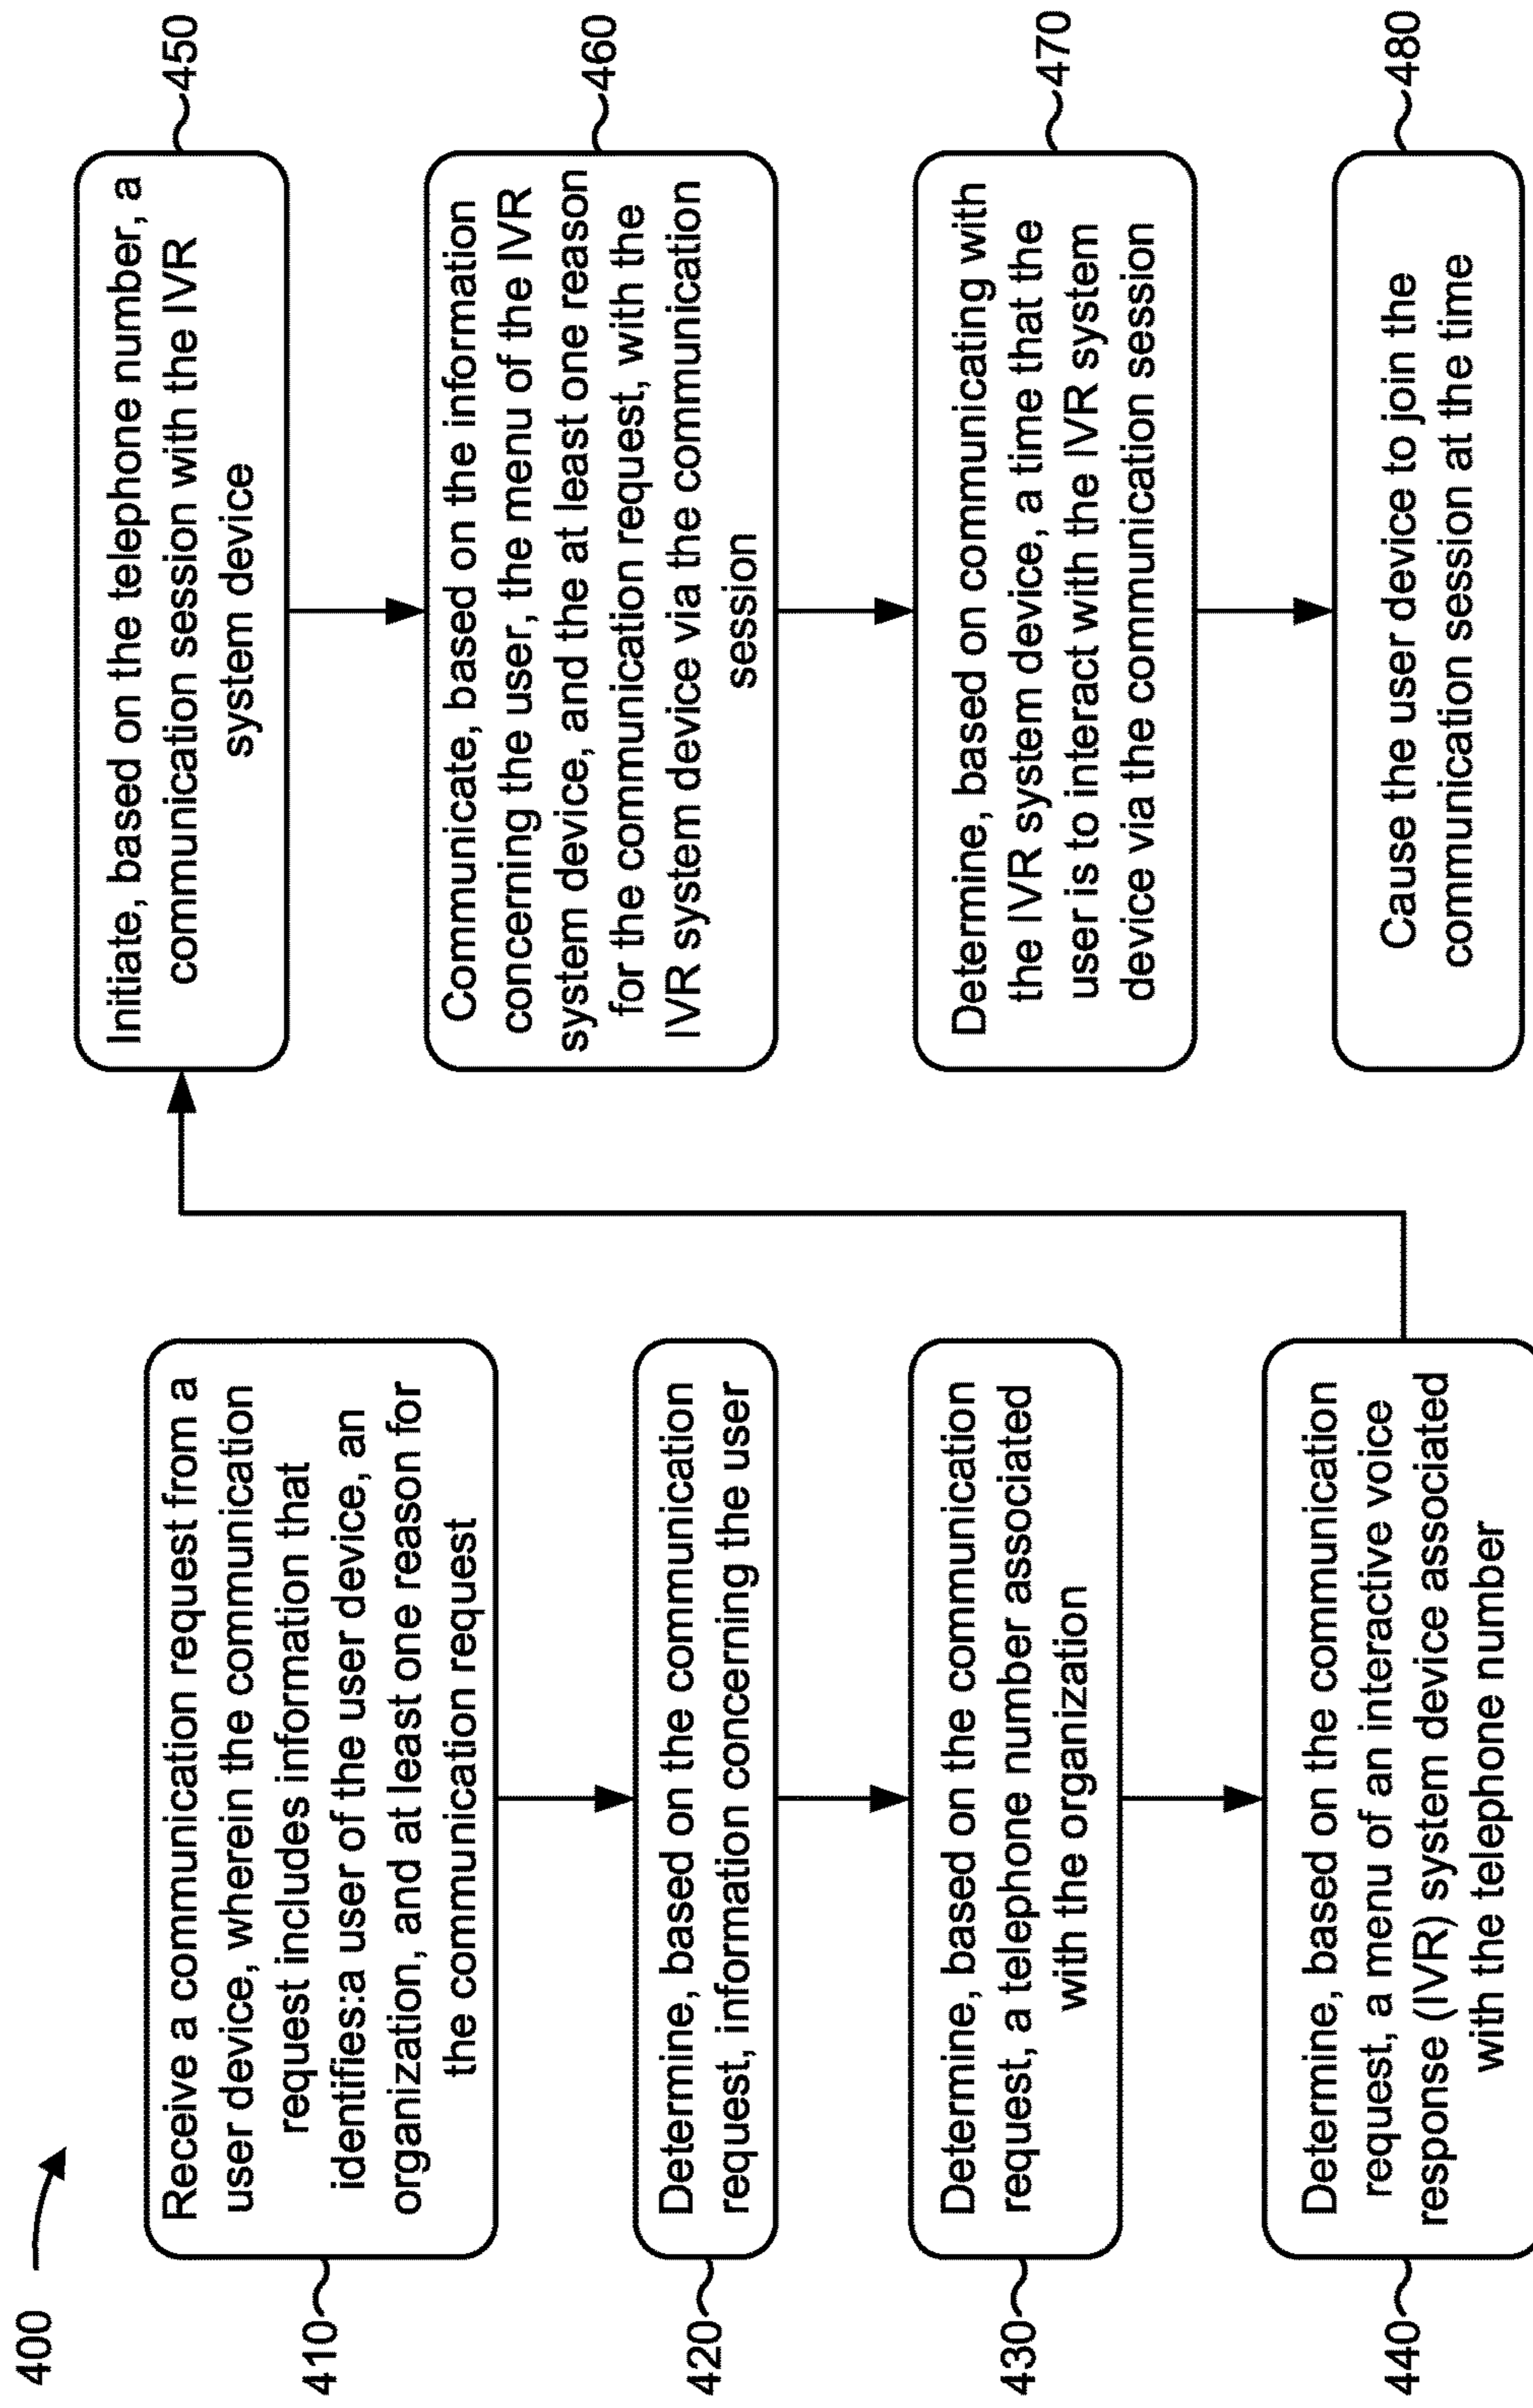 400
410
Receive a communication request from a
user device, wherein the communication
request includes information that
identifies:a user of the user device, an
organization, and at least one reason for
the communication request
420
Determine, based on the communication
request, information concerning the user
430
Determine, based on the communication
request, a telephone number associated
with the organization
440
Determine, based on the communication
request, a menu of an interactive voice
response (IVR) system device associated
with the telephone number
Initiate, based on the telephone number, a
communication session with the IVR
system device
450
Communicate, based on the information
concerning the user, the menu of the IVR
system device, and the at least one reason
for the communication request, with the
IVR system device via the communication
session
460
Determine, based on communicating with
the IVR system device, a time that the
user is to interact with the IVR system
device via the communication session
470
Cause the user device to join the
communication session at the time
480